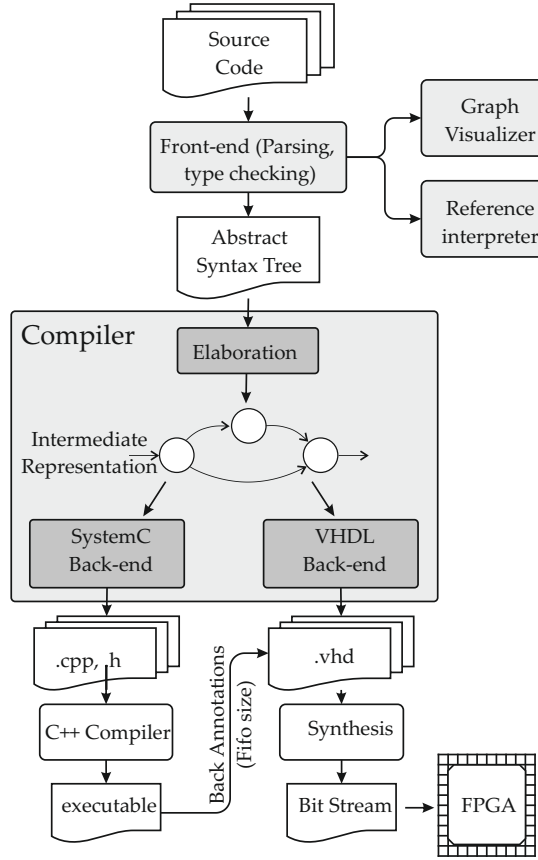 Source
Code
Front-end (Parsing,
type checking)
Graph
Visualizer
Reference
interpreter
Abstract
Syntax Tree
Compiler
Elaboration
Intermediate
Representation
SystemC
Back-end
VHDL
Back-end
.cpp, .h
.vhd
Back Annotations
(Fifo size)
C++ Compiler
Synthesis
executable
Bit Stream
FPGA